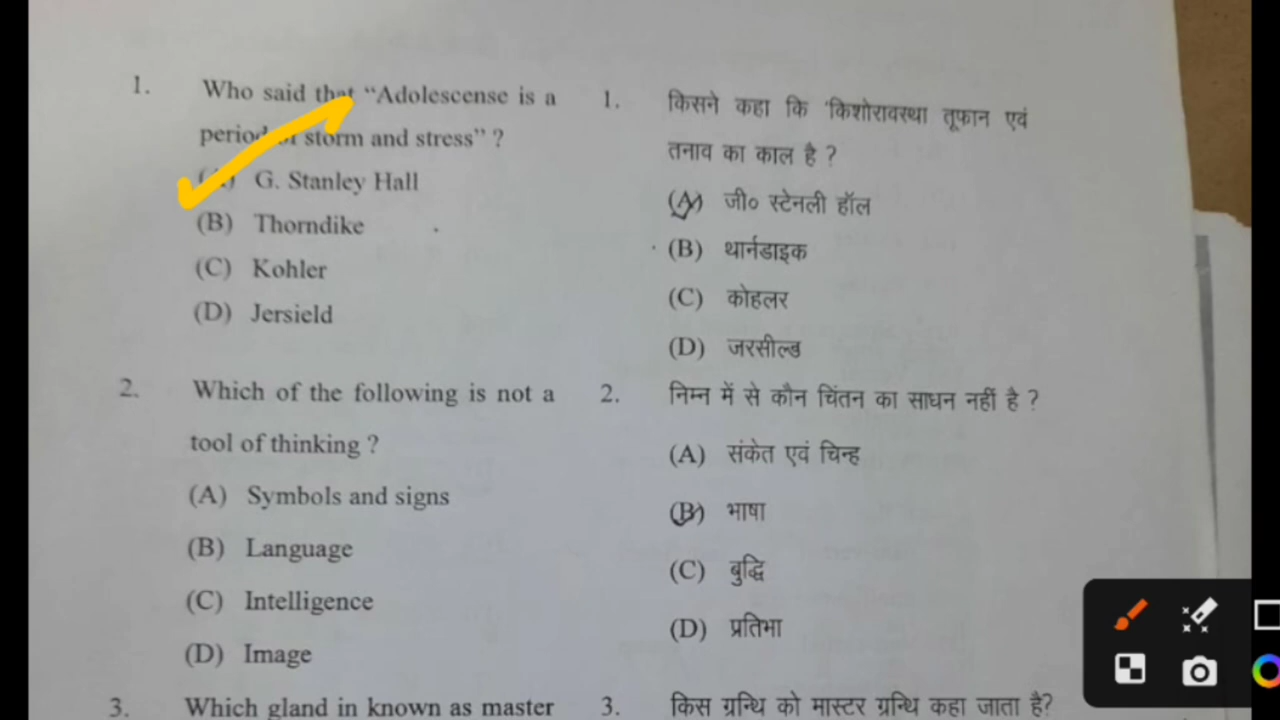 1. Who said that “Adolescense is a
period of storm and stress” ?
(A) G. Stanley Hall
(B) Thorndike
(C) Kohler
(D) Jersield
2. Which of the following is not a
tool of thinking ?
(A) Symbols and signs
(B) Language
(C) Intelligence
(D) Image
3. Which gland in known as master
1. किसने कहा कि ‘किशोरावस्था तूफान एवं
तनाव का काल है ?
(A) जी० स्टेनली हॉल
(B) थार्नडाइक
(C) कोहलर
(D) जरसील्ड
2. निम्न में से कौन चिंतन का साधन नहीं है ?
(A) संकेत एवं चिन्ह
(B) भाषा
(C) बुद्धि
(D) प्रतिभा
3. किस ग्रन्थि को मास्टर ग्रन्थि कहा जाता है?